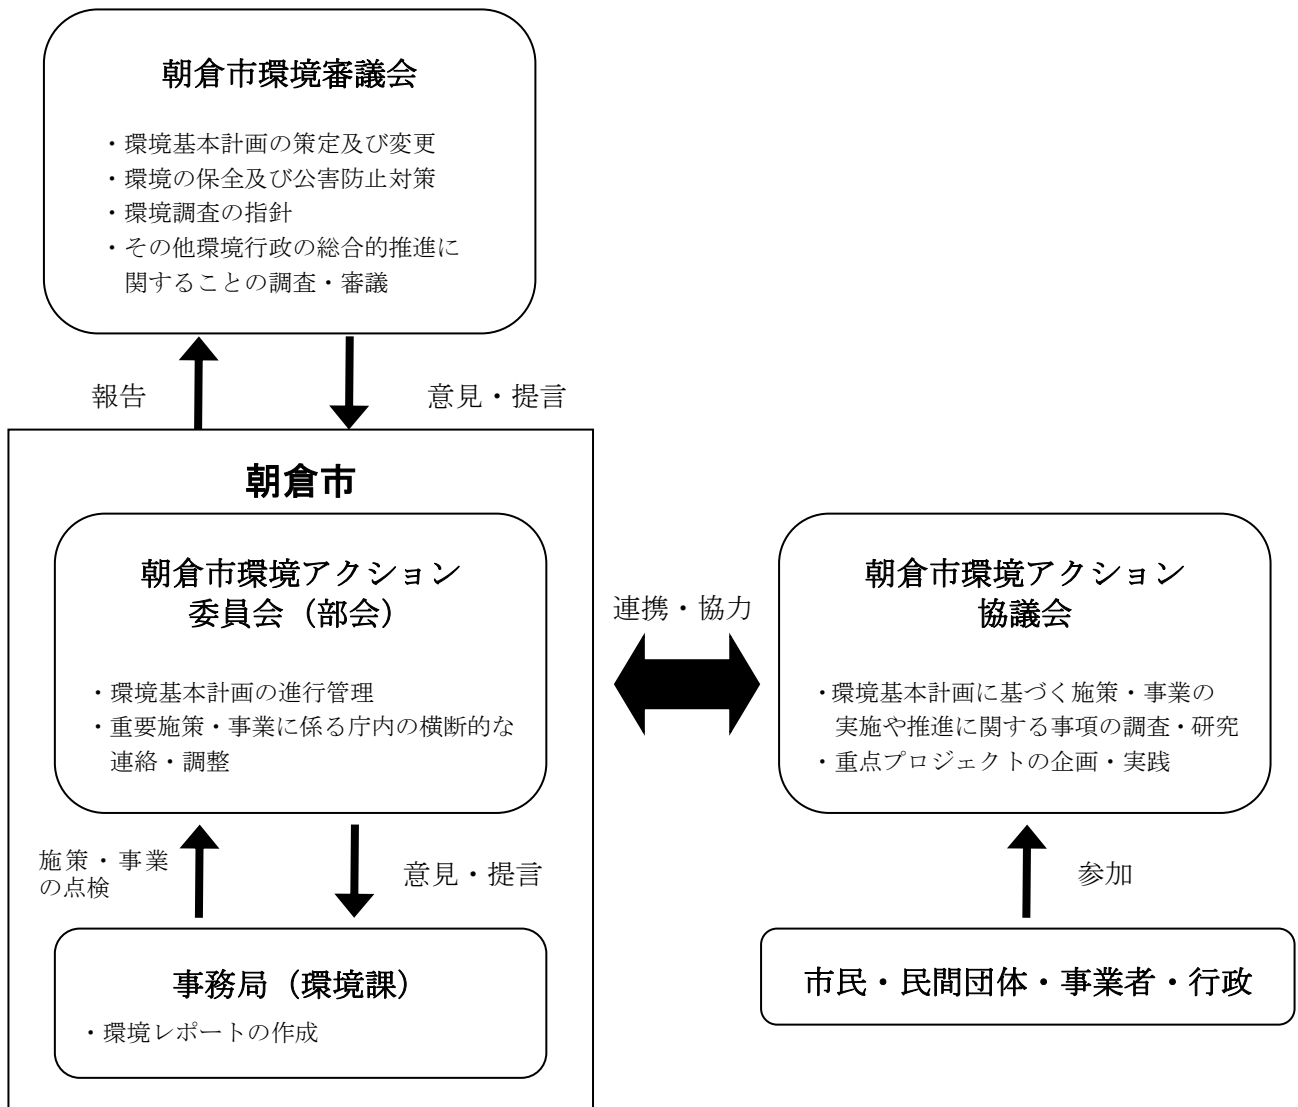 朝倉市環境審議会
・環境基本計画の策定及び変更
・環境の保全及び公害防止対策
・環境調査の指針
・その他環境行政の総合的推進に
関することの調査・審議
報告
意見・提言
朝倉市
朝倉市環境アクション
委員会（部会）
・環境基本計画の進行管理
・重要施策・事業に係る庁内の横断的な
連絡・調整
施策・事業
の点検
意見・提言
事務局（環境課）
・環境レポートの作成
連携・協力
朝倉市環境アクション
協議会
・環境基本計画に基づく施策・事業の
実施や推進に関する事項の調査・研究
・重点プロジェクトの企画・実践
参加
市民・民間団体・事業者・行政